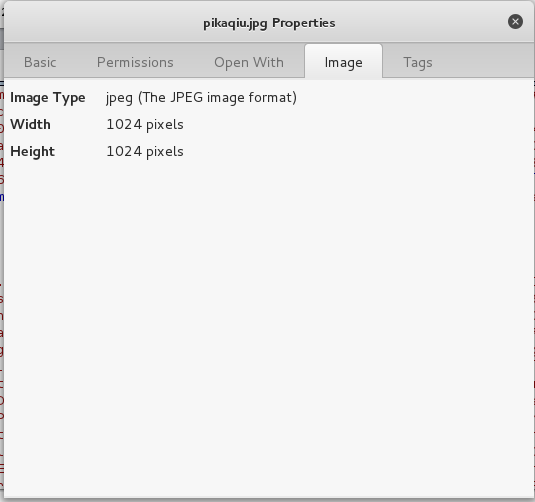 pikaqiu.jpg Properties
Basic Permissions Open With Image Tags
Image Type jpeg (The JPEG image format)
Width 1024 pixels
Height 1024 pixels